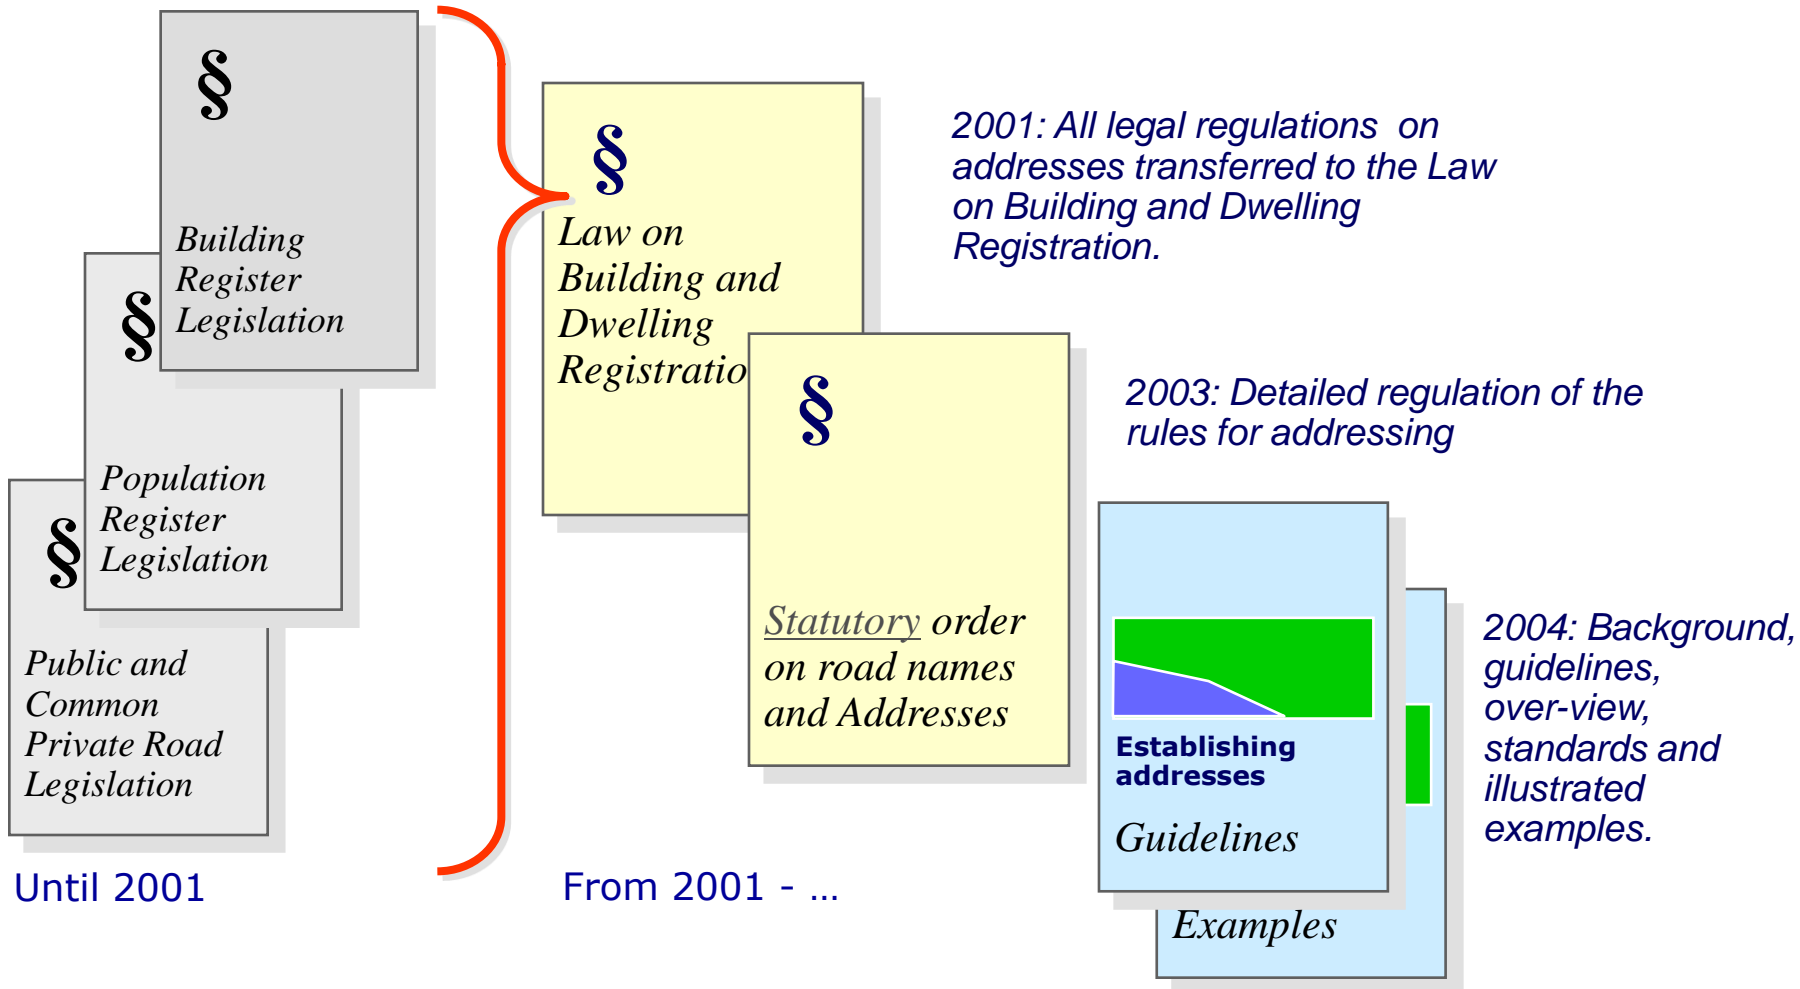 §
Building
Register
Legislation
§
Population
Register
Legislation
§
Public and
Common
Private Road
Legislation
Until 2001
§
Law on
Building and
Dwelling
Registratio
2001: All legal regulations on
addresses transferred to the Law
on Building and Dwelling
Registration.
§
Statutory order
on road names
and Addresses
2003: Detailed regulation of the
rules for addressing
From 2001 - …
Establishing
addresses
Guidelines
Examples
2004: Background,
guidelines,
over-view,
standards and
illustrated
examples.